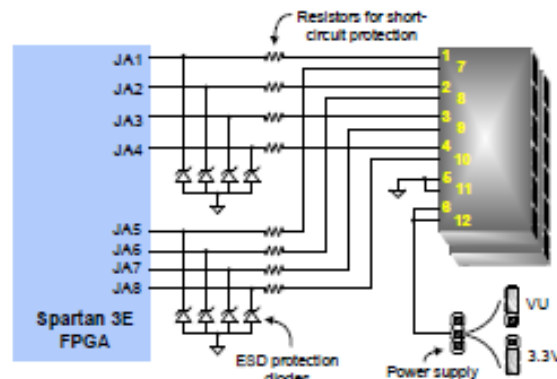 Resistors for short-
circuit protection
JA1
JA2
JA3
JA4
JA5
JA6
JA7
JA8
Spartan 3E
FPGA
1
7
2
8
3
9
4
10
5
11
6
12
ESD protection
diodes
Power supply
VU
3.3V